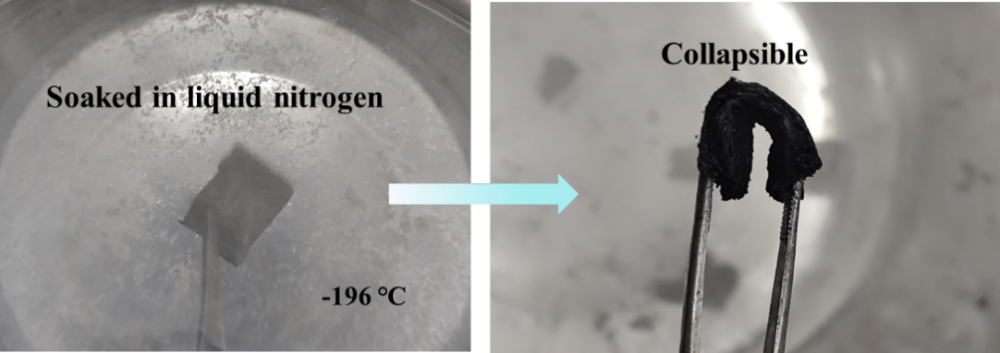 Soaked in liquid nitrogen
-196 °C
Collapsible